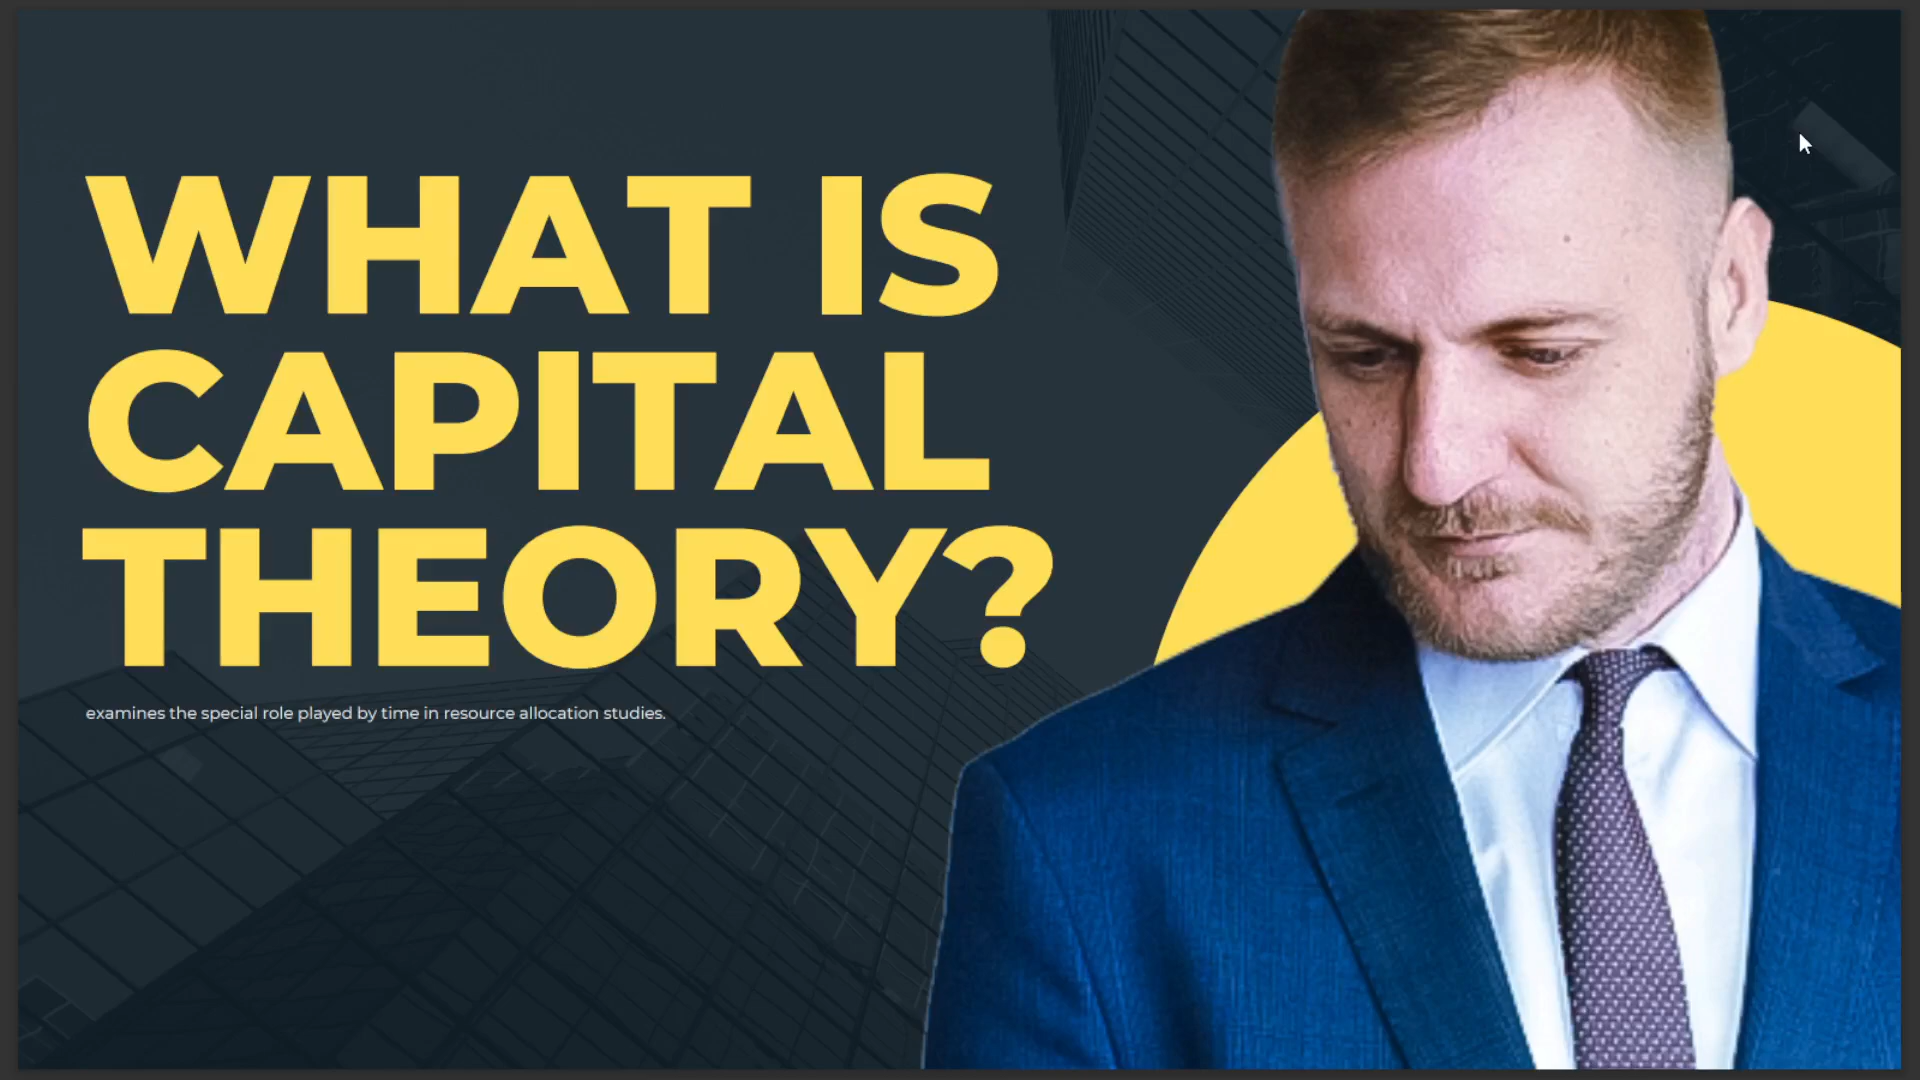 WHAT IS
CAPITAL
THEORY?
examines the special role played by time in resource allocation studies.